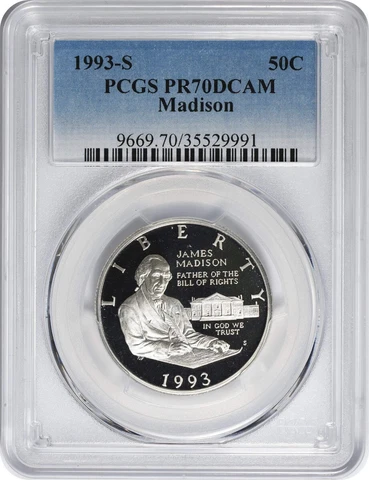 1993-S 50C
PCGS PR70DCAM
Madison
9669.70/35529991
LIBERTY
JAMES
MADISON
FATHER OF THE
BILL OF RIGHTS
IN GOD WE
TRUST
S
1993